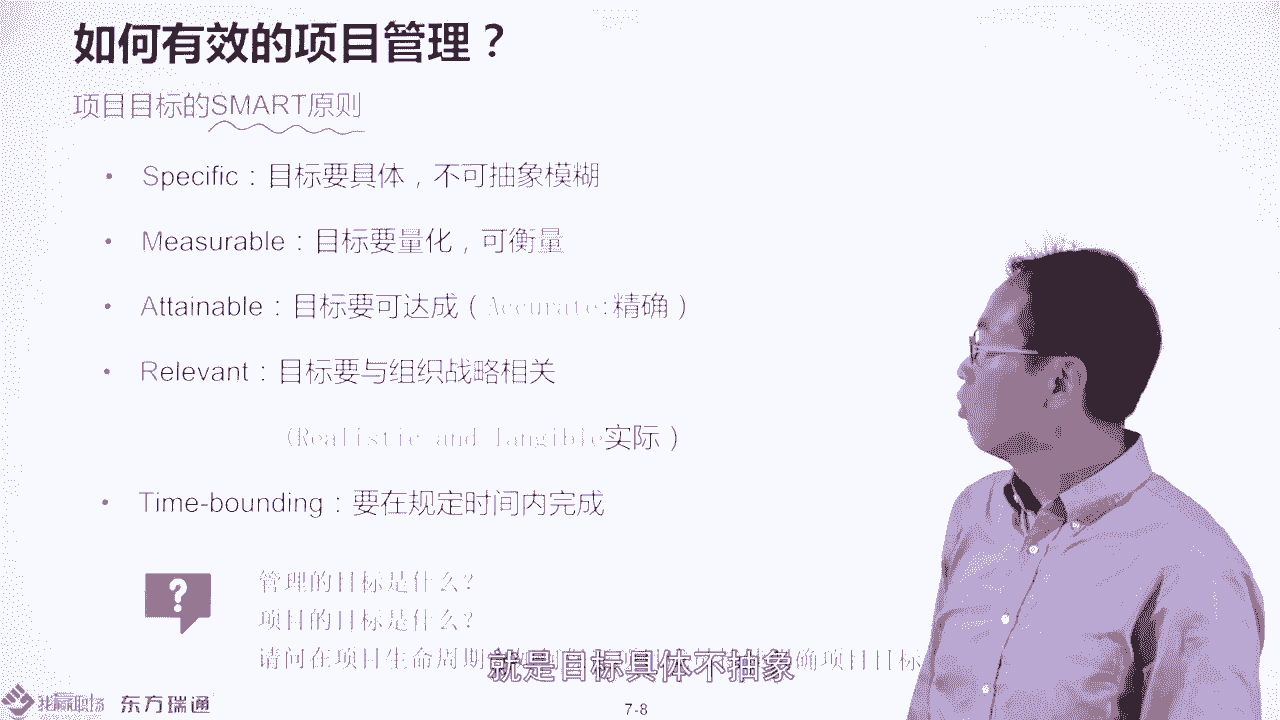 如何有效的项目管理？
项目目标的SMART原则
• Specific：目标要具体，不可抽象模糊
• Measurable：目标要量化，可衡量
• Attainable：目标要可达成（Accurate:精确）
• Relevant：目标要与组织战略相关
(Realistic and Tangible实际）
• Time-bounding：要在规定时间内完成
?
管理的目标是什么?
项目的目标是什么?
请问在项目生命周期 确项目目标
就是目标具体不抽象
东方瑞通
7-8